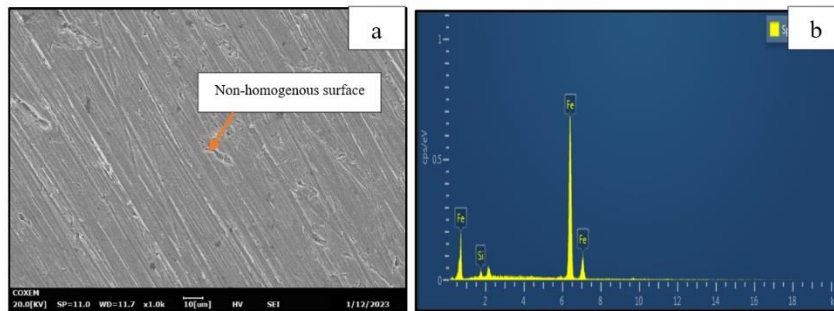 a
Non-homogenous surface
COXEM
20.0[KV] SP=11.0 WD=11.7 x1.0k 10[um] HV SEI 1/12/2023
b
1
cps/eV
Fe
0.5
Fe
Fe
Si
0
2 4 6 8 10 12 14 16 18